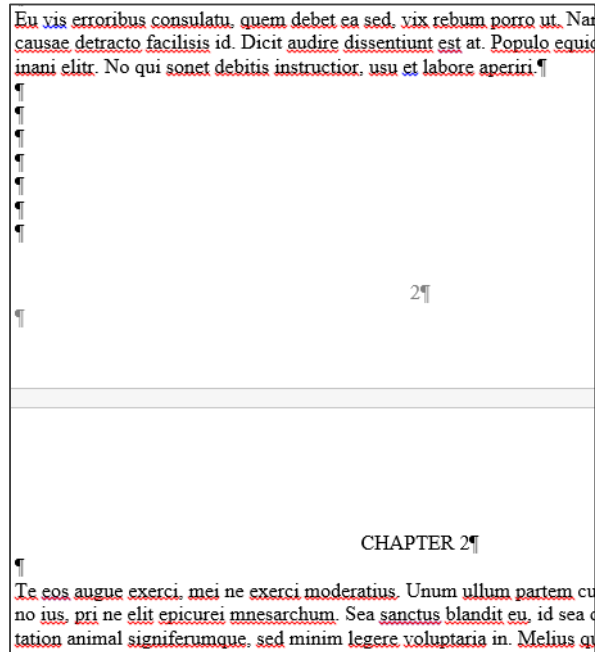 Eu vis erroribus consulatu, quem debet ea sed, vix rebum porro ut. Nam
causae detracto facilisis id. Dicit audire dissentiunt est at. Populo equid
inani elitr. No qui sonet debitis instructior, usu et labore aperiri.¶
¶
¶
¶
¶
¶
¶
¶
2¶
¶
CHAPTER 2¶
¶
Te eos augue exerci, mei ne exerci moderatius. Unum ullum partem cu
no ius, pri ne elit epicurei mnesarchum. Sea sanctus blandit eu, id sea
tation animal signiferumque, sed minim legere voluptaria in. Melius qu